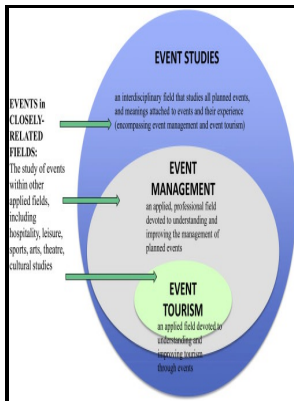 EVENTS in
CLOSELY-
RELATED
FIELDS:
The study of events
within other
applied fields,
including
hospitality, leisure,
sports, arts, theatre,
cultural studies
EVENT STUDIES
an interdisciplinary field that studies all planned events,
and meanings attached to events and their experience
(encompassing event management and event tourism)
EVENT
MANAGEMENT
an applied, professional field
devoted to understanding and
improving the management of
planned events
EVENT
TOURISM
an applied field devoted to
understanding and
improving tourism
through events